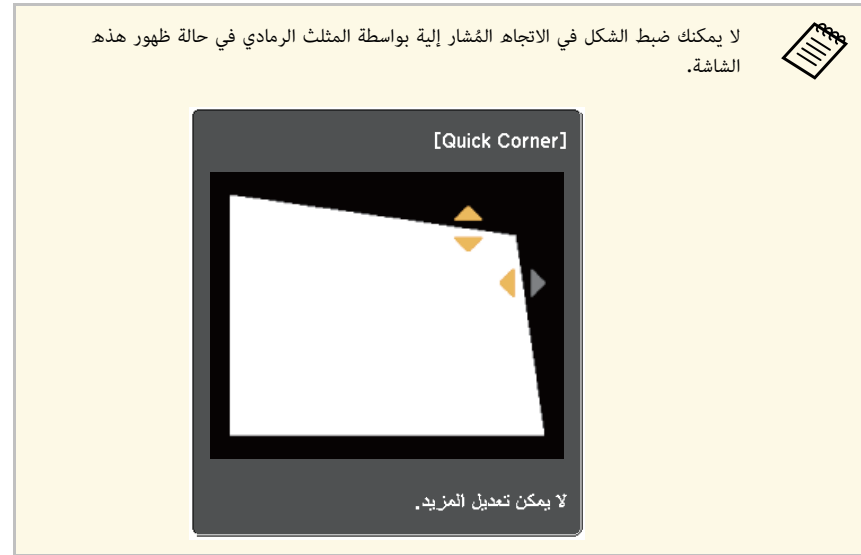 لا يمكنك ضبط الشكل في الاتجاه المُشار إلية بواسطة المثلث الرمادي في حالة ظهور هذه
الشاشة.
[Quick Corner]
لا يمكن تعديل المزيد.